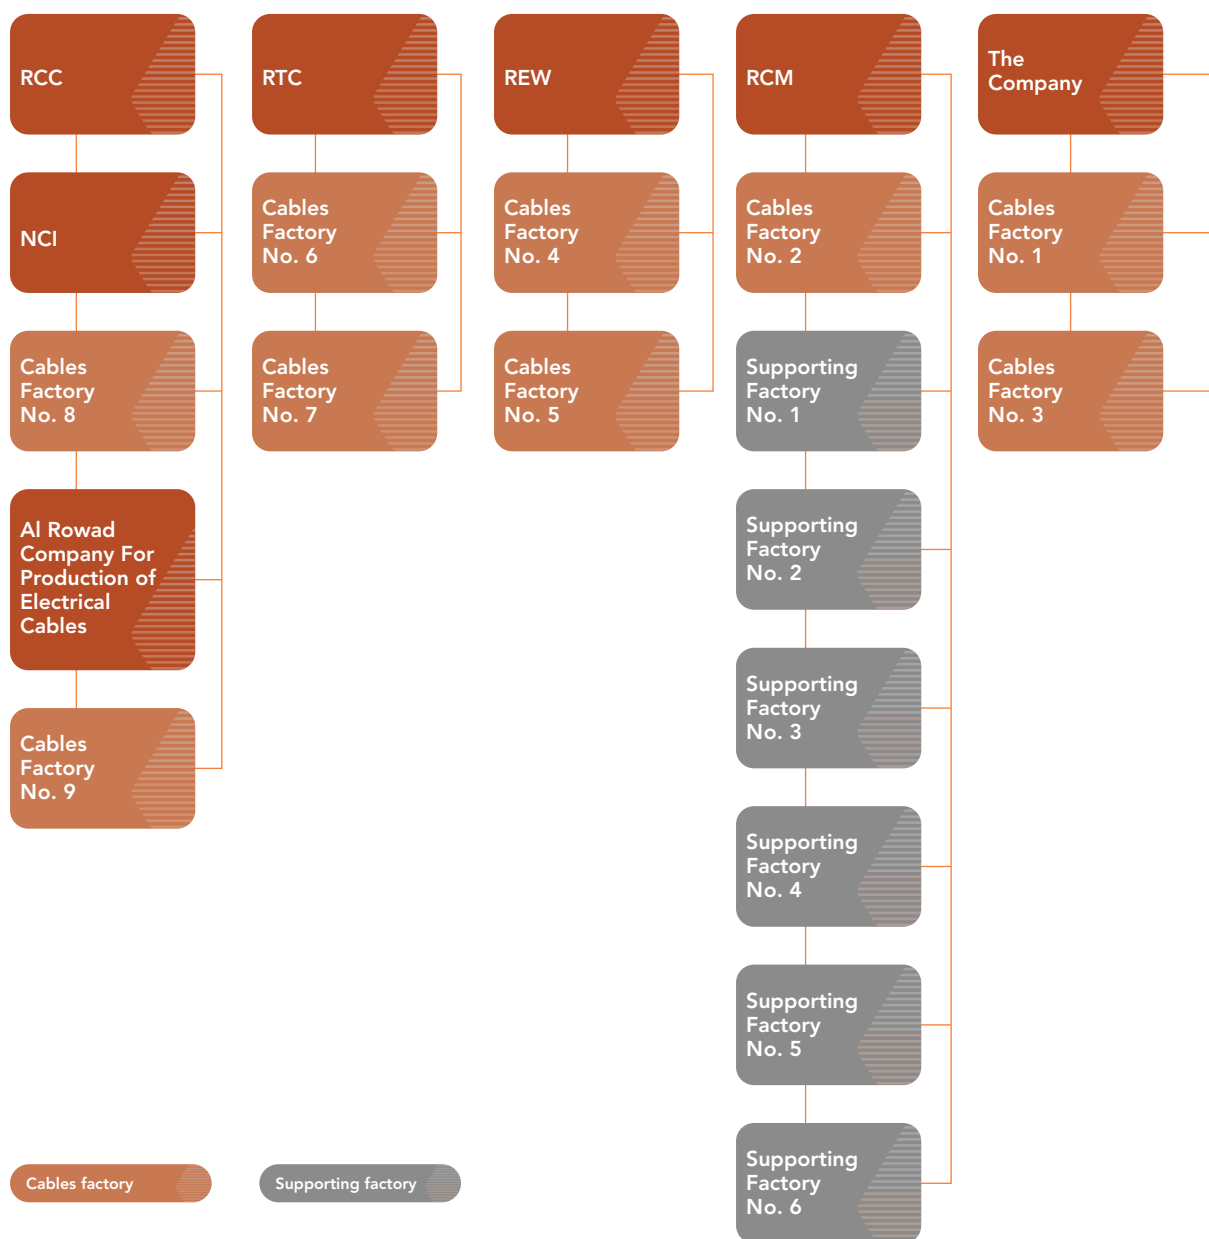 RCC
RTC
REW
RCM
The
Company
NCI
Cables
Factory
No. 6
Cables
Factory
No. 4
Cables
Factory
No. 2
Cables
Factory
No. 1
Cables
Factory
No. 8
Cables
Factory
No. 7
Cables
Factory
No. 5
Supporting
Factory
No. 1
Cables
Factory
No. 3
Al Rowad
Company For
Production of
Electrical
Cables
Supporting
Factory
No. 2
Supporting
Factory
No. 3
Cables
Factory
No. 9
Supporting
Factory
No. 4
Supporting
Factory
No. 5
Supporting
Factory
No. 6
Cables factory
Supporting factory